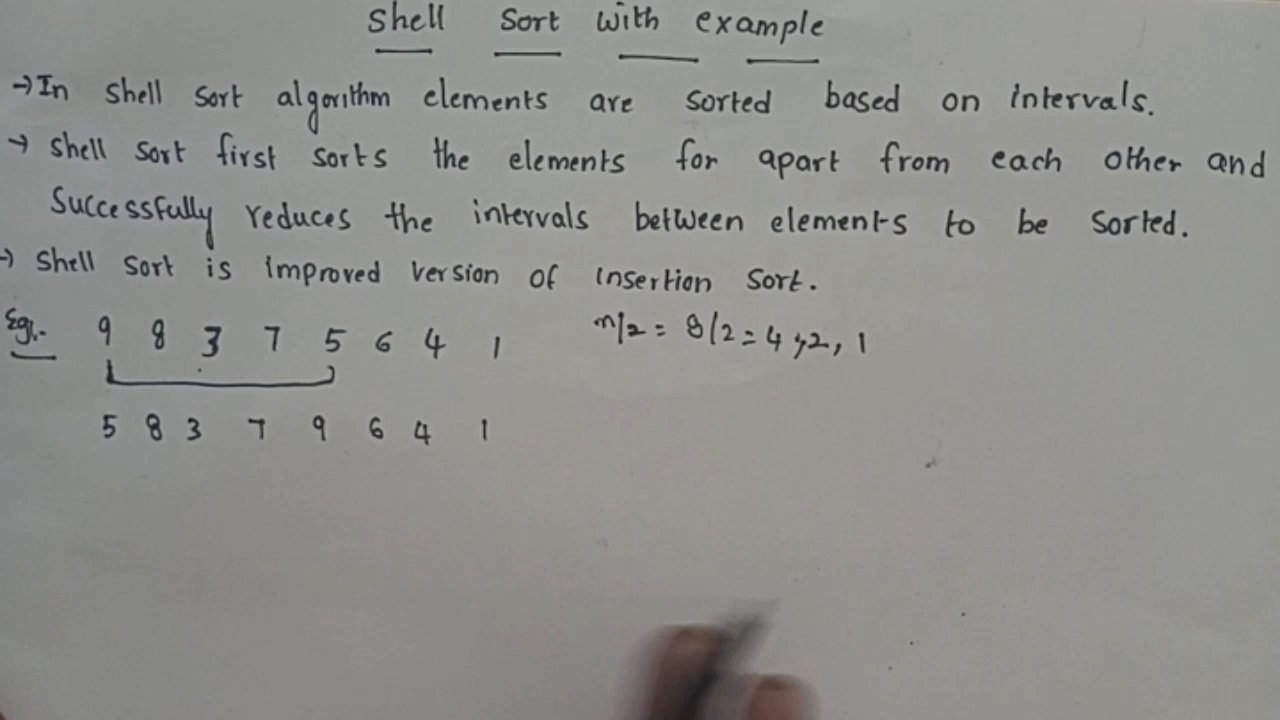 Shell Sort with example
→ In shell sort algorithm elements are sorted based on intervals.
→ shell sort first sorts the elements for apart from each other and
Successfully reduces the intervals between elements to be sorted.
→ shell sort is improved version of insertion sort.
Eg:- 9 8 3 7 5 6 4 1 n/2 = 8/2 = 4, 2, 1
5 8 3 7 9 6 4 1